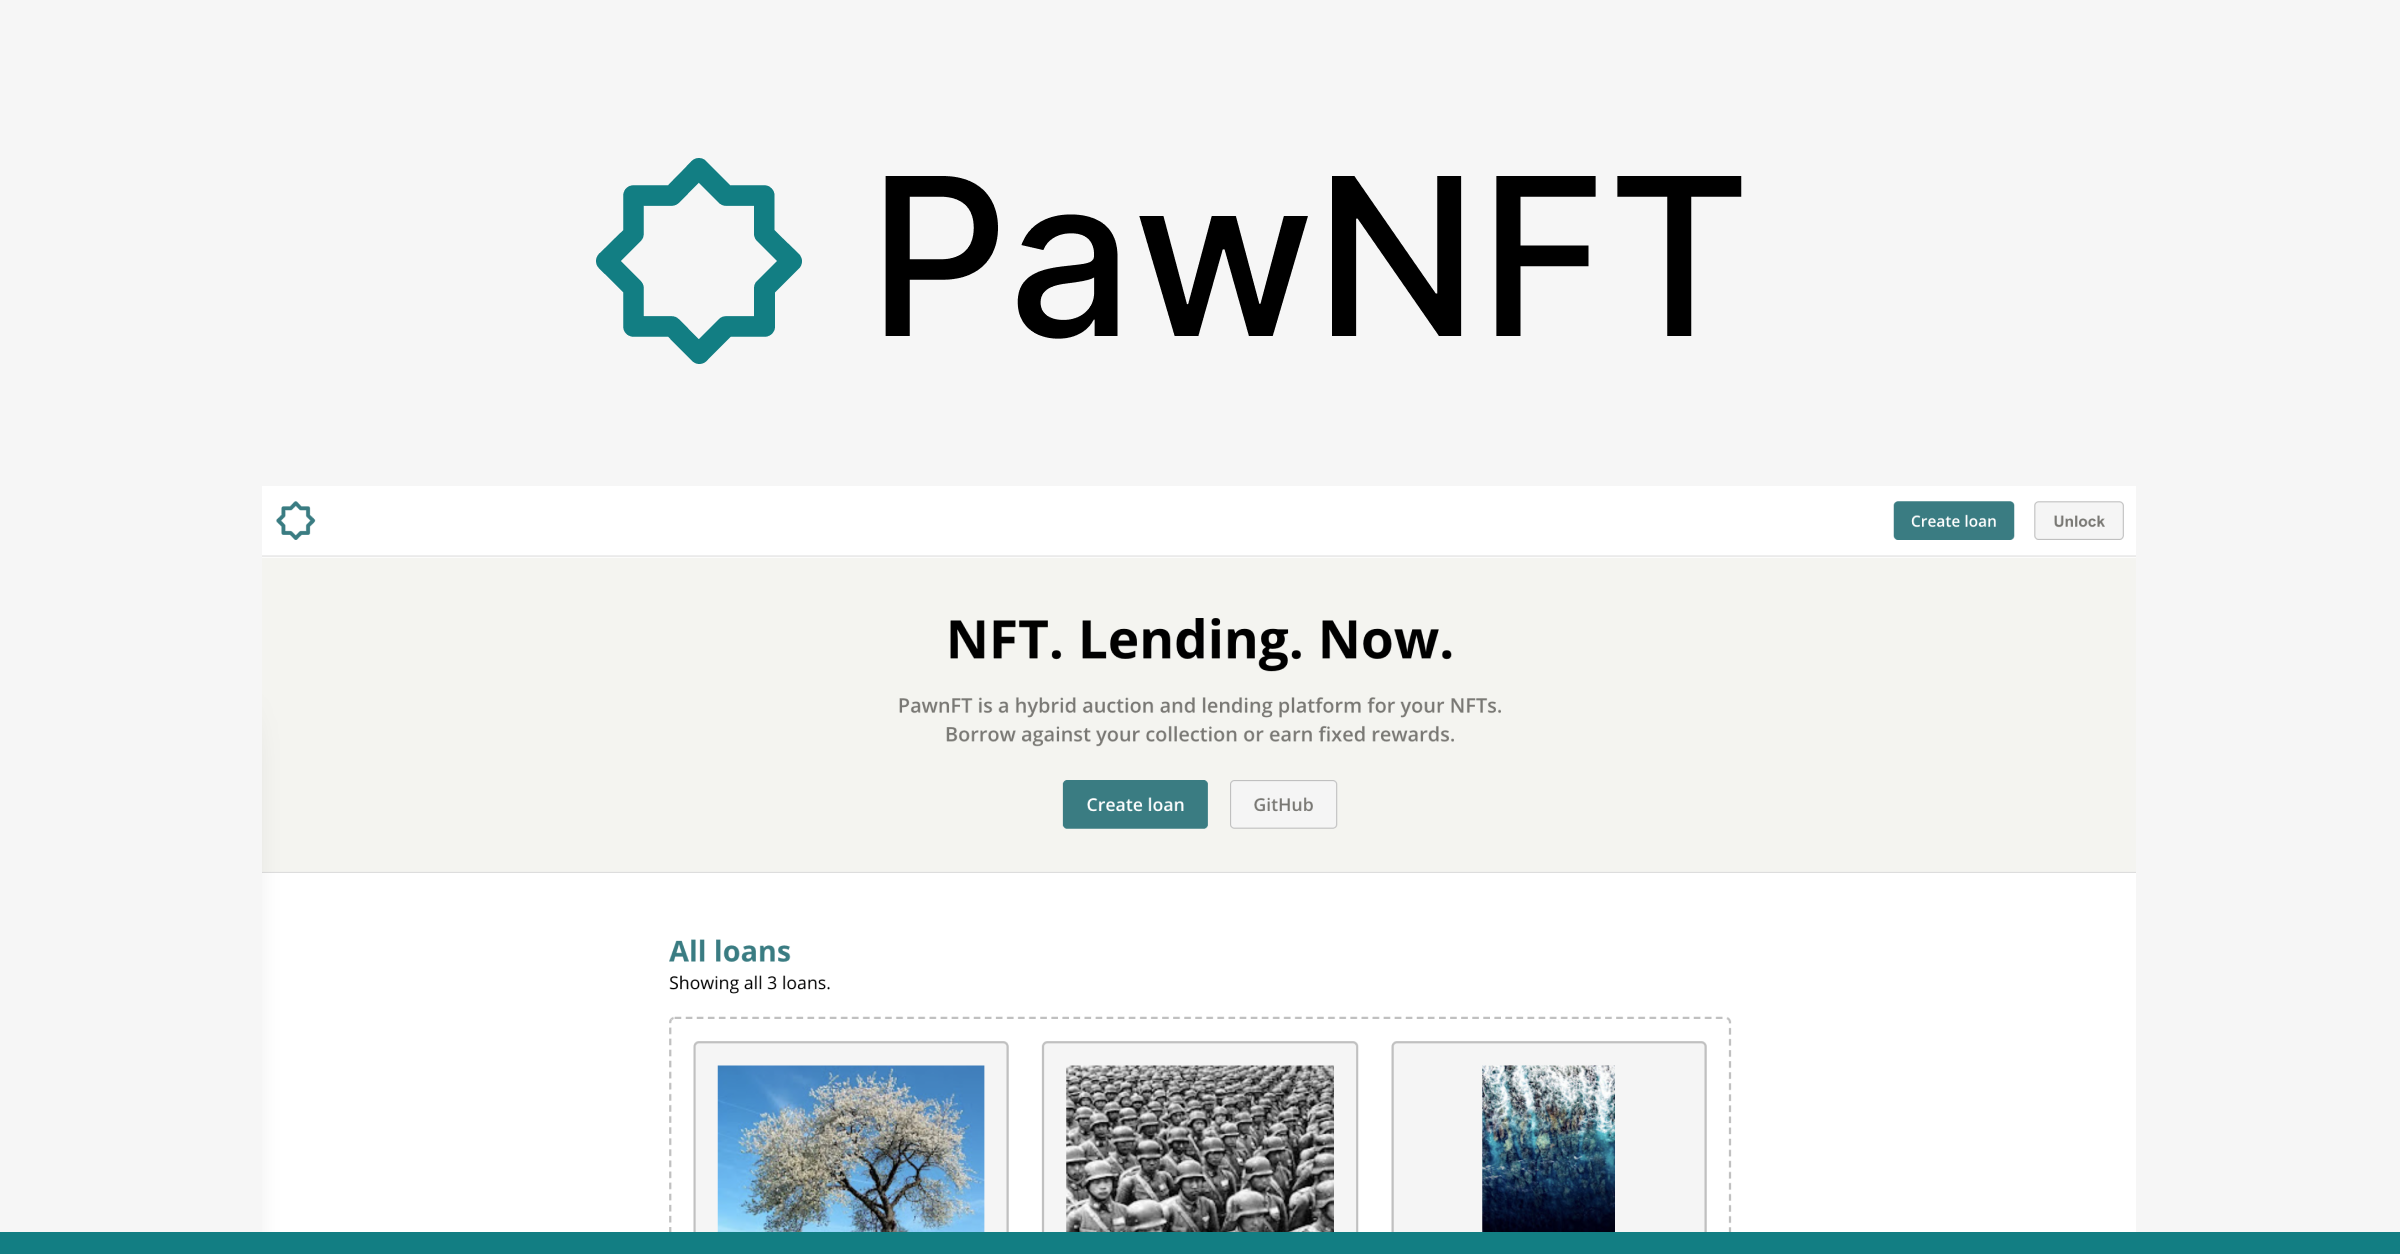 PawNFT
Create loan
Unlock
NFT. Lending. Now.
PawnFT is a hybrid auction and lending platform for your NFTs.
Borrow against your collection or earn fixed rewards.
Create loan
GitHub
All loans
Showing all 3 loans.